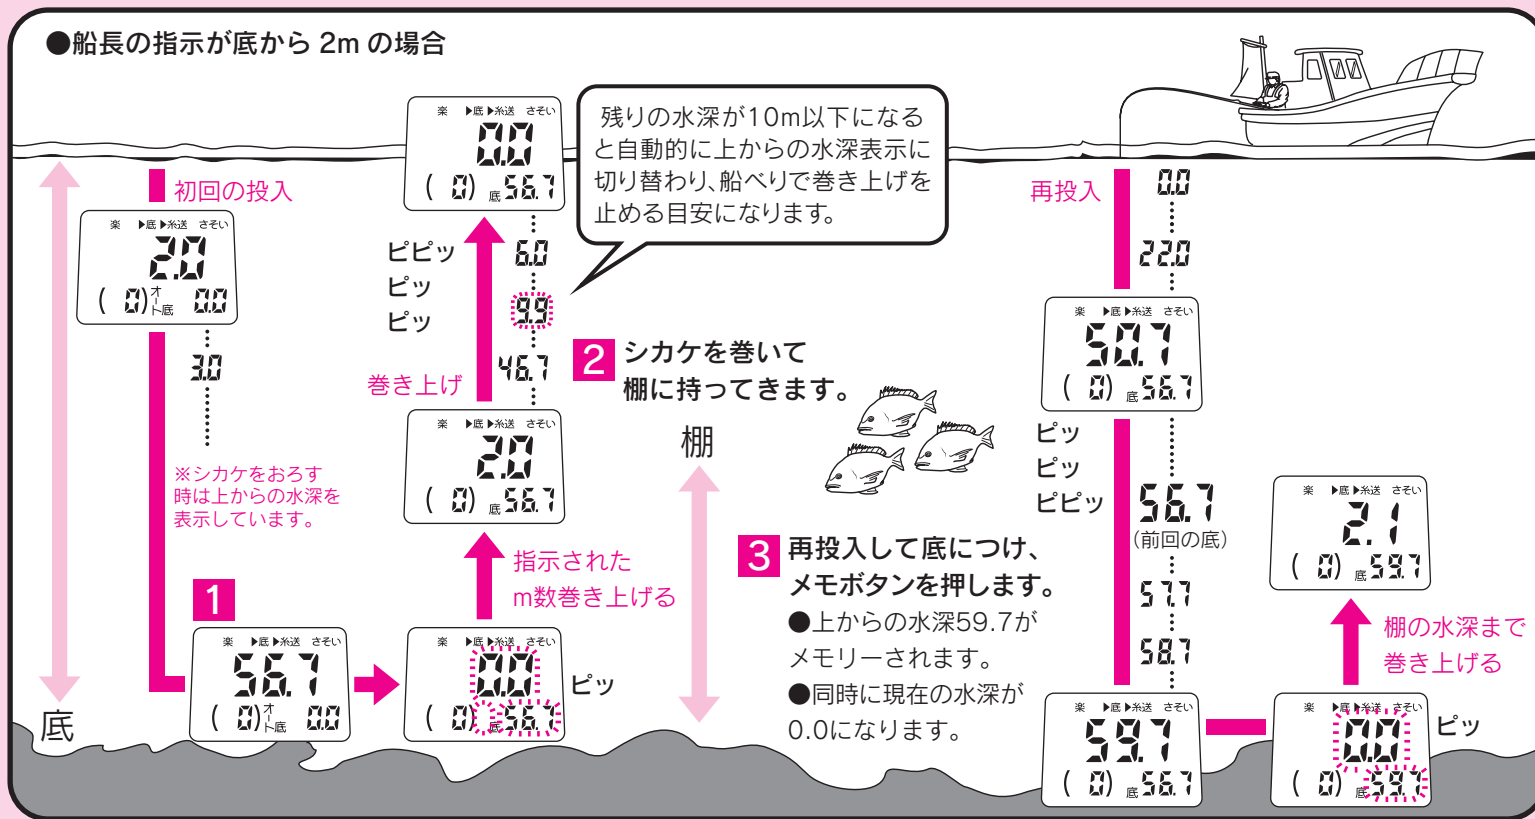 ●船長の指示が底から 2m の場合
初回の投入
楽 ▶底▶糸送 さそい
2.0
( 0) オート底 0.0
3.0
※シカケをおろす
時は上からの水深を
表示しています。
底
1
楽 ▶底▶糸送 さそい
56.7
( 0) オート底 0.0
楽 ▶底▶糸送 さそい
0.0
( 0) 底 56.7
ピッ
指示された
m数巻き上げる
楽 ▶底▶糸送 さそい
2.0
( 0) 底 56.7
巻き上げ
46.7
ピピッ
ピッ
ピッ
9.9
6.0
楽 ▶底▶糸送 さそい
0.0
( 0) 底 56.7
残りの水深が10m以下になる
と自動的に上からの水深表示に
切り替わり、船べりで巻き上げを
止める目安になります。
2 シカケを巻いて
棚に持ってきます。
棚
3 再投入して底につけ、
メモボタンを押します。
●上からの水深59.7が
メモリーされます。
●同時に現在の水深が
0.0になります。
再投入
0.0
22.0
楽 ▶底▶糸送 さそい
50.7
( 0) 底 56.7
ピッ
ピッ
ピピッ
56.7
(前回の底)
57.7
58.7
楽 ▶底▶糸送 さそい
59.7
( 0) 底 56.7
楽 ▶底▶糸送 さそい
0.0
( 0) 底 59.7
ピッ
棚の水深まで
巻き上げる
楽 ▶底▶糸送 さそい
2.1
( 0) 底 59.7